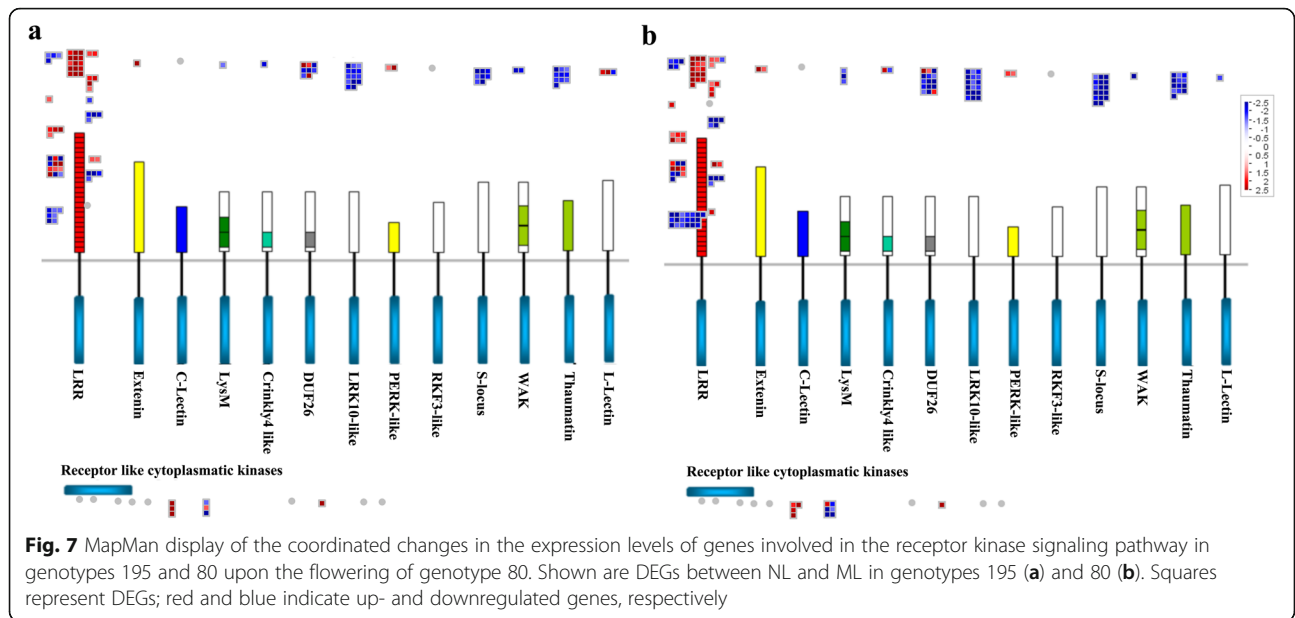 a
b
-2.5
-2
-1.5
-1
-0.5
0
0.5
1
1.5
2
2.5
LRR
Extenin
C-Lectin
LysM
Crinkly4 like
DUF26
LRK10-like
PERK-like
RKF3-like
S-locus
WAK
Thaumatin
L-Lectin
LRR
Extenin
C-Lectin
LysM
Crinkly4 like
DUF26
LRK10-like
PERK-like
RKF3-like
S-locus
WAK
Thaumatin
L-Lectin
Receptor like cytoplasmatic kinases
Receptor like cytoplasmatic kinases
Fig. 7 MapMan display of the coordinated changes in the expression levels of genes involved in the receptor kinase signaling pathway in
genotypes 195 and 80 upon the flowering of genotype 80. Shown are DEGs between NL and ML in genotypes 195 (a) and 80 (b). Squares
represent DEGs; red and blue indicate up- and downregulated genes, respectively